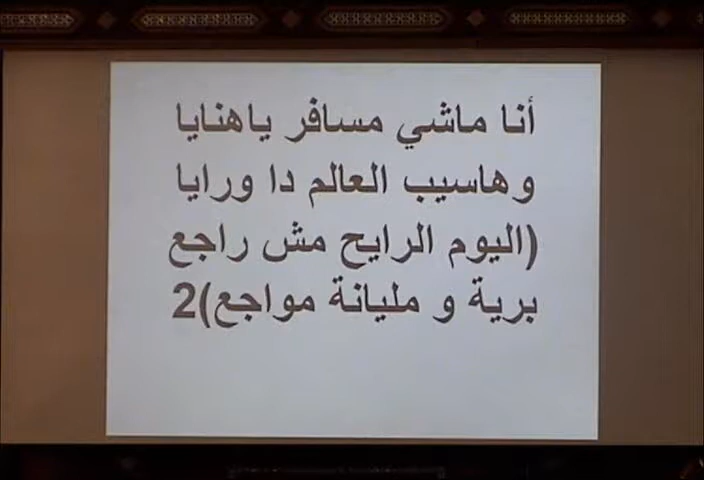 أنا ماشي مسافر ياهنايا
وهاسيب العالم دا ورايا
(اليوم الرايح مش راجع
برية و مليانة مواجع)2